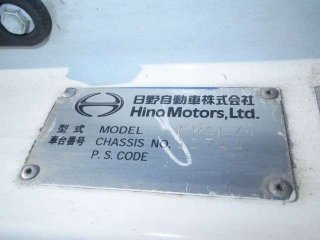 日野自動車株式会社
Hino Motors, Ltd.
型式 MODEL
車台番号 CHASSIS NO.
P. S. CODE